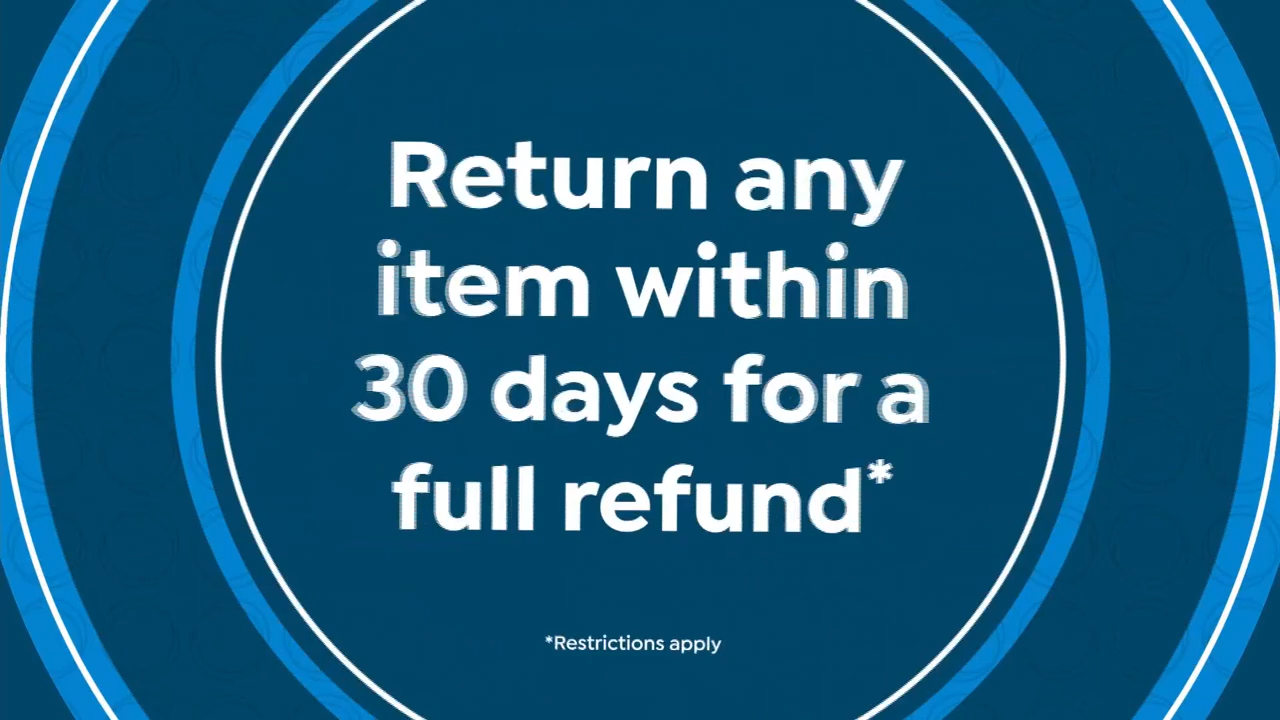 Return any
item within
30 days for a
full refund*
*Restrictions apply